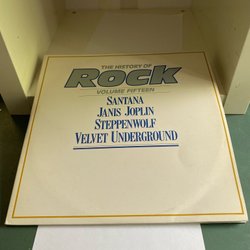 THE HISTORY OF
ROCK
VOLUME FIFTEEN
SANTANA
JANIS JOPLIN
STEPPENWOLF
VELVET UNDERGROUND